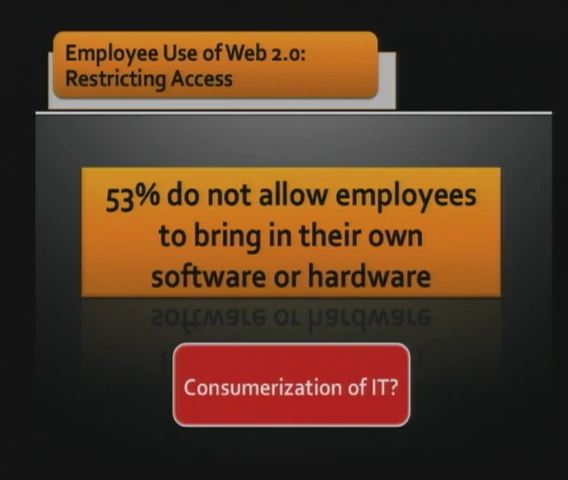 Employee Use of Web 2.0:
Restricting Access
53% do not allow employees
to bring in their own
software or hardware
Consumerization of IT?